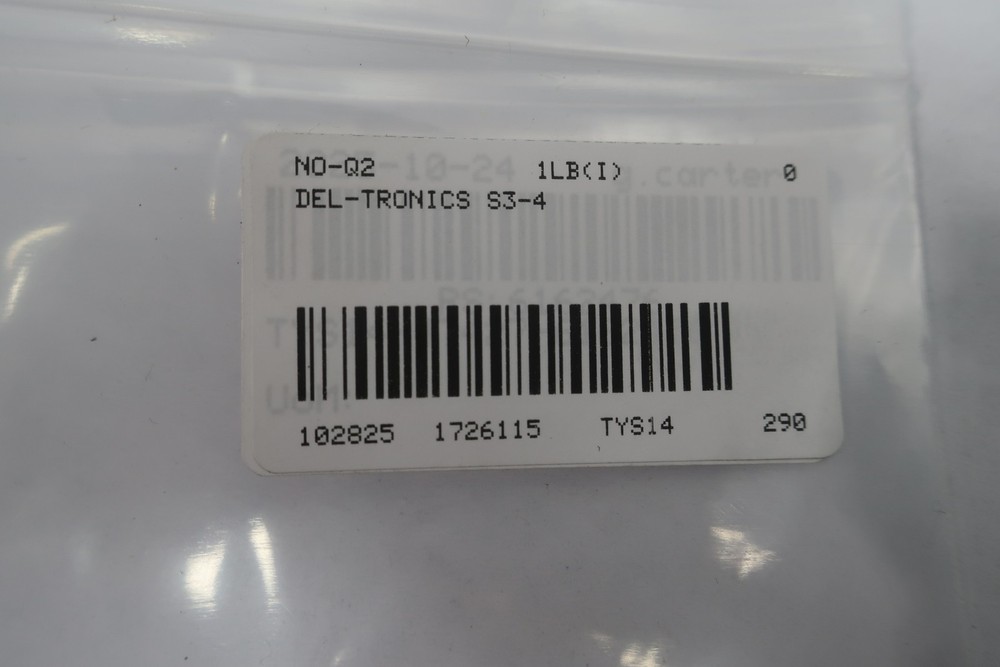 NO-Q2 1LB(I) 0
DEL-TRONICS S3-4
102825 1726115 TYS14 290